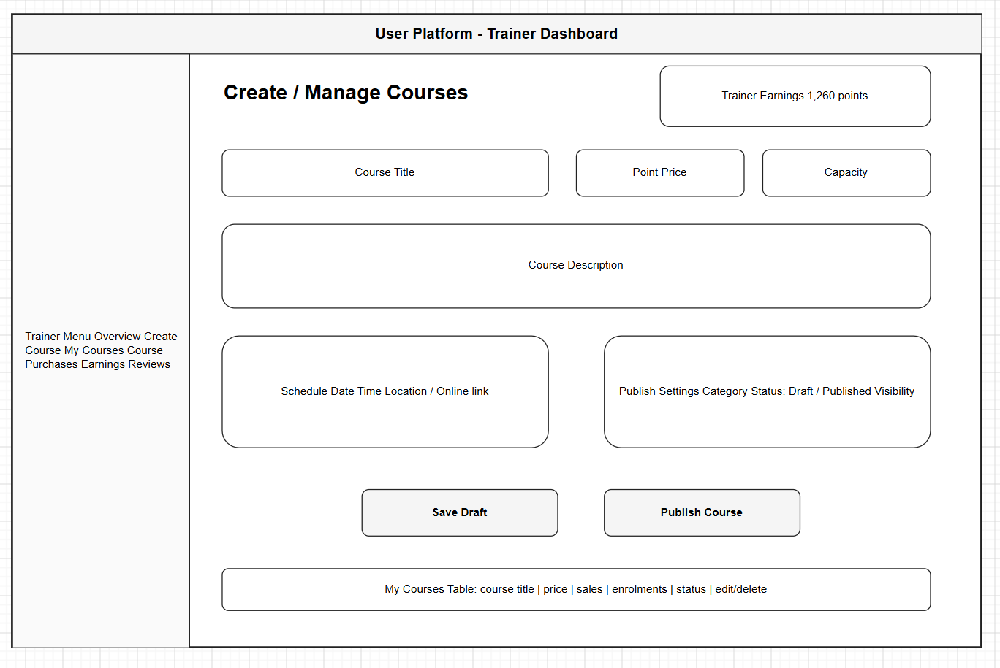 User Platform - Trainer Dashboard
Create / Manage Courses
Trainer Earnings 1,260 points
Course Title
Point Price
Capacity
Course Description
Trainer Menu Overview Create
Course My Courses Course
Purchases Earnings Reviews
Schedule Date Time Location / Online link
Publish Settings Category Status: Draft / Published Visibility
Save Draft
Publish Course
My Courses Table: course title | price | sales | enrolments | status | edit/delete